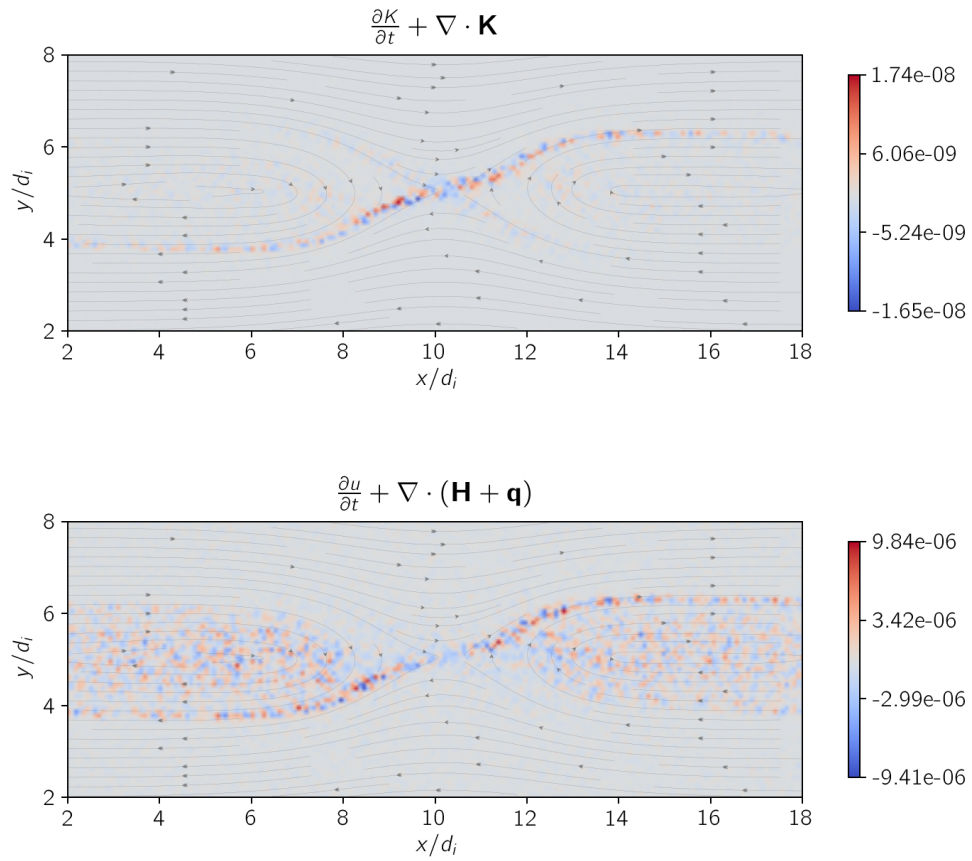 ∂K/∂t + ∇ · K
8
6
4
2
y/d_i
2 4 6 8 10 12 14 16 18
x/d_i
1.74e-08
6.06e-09
-5.24e-09
-1.65e-08
∂u/∂t + ∇ · (H + q)
8
6
4
2
y/d_i
2 4 6 8 10 12 14 16 18
x/d_i
9.84e-06
3.42e-06
-2.99e-06
-9.41e-06